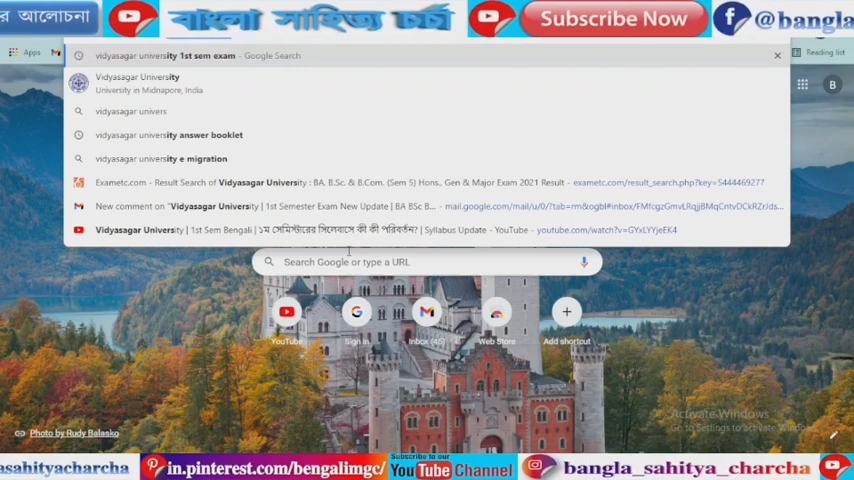 র আলোচনা
বাংলা সাহিত্য চর্চা
Subscribe Now
@bangla
Apps
Reading list
vidyasagar university 1st sem exam - Google Search
Vidyasagar University
University in Midnapore, India
vidyasagar univers
vidyasagar university answer booklet
vidyasagar university e migration
Exametc.com - Result Search of Vidyasagar University : BA, B.Sc. & B.Com. (Sem 5) Hons., Gen & Major Exam 2021 Result - exametc.com/result_search.php?key=5444469277
New comment on "Vidyasagar University | 1st Semester Exam New Update | BA BSc B... - mail.google.com/mail/u/0/?tab=rm&ogbl#inbox/FMfcgzGmvLRqjjBMqCntvDCkRZrJds...
Vidyasagar University | 1st Sem Bengali | ১ম সেমিস্টারের সিলেবাসে কী কী পরিবর্তন? | Syllabus Update - YouTube - youtube.com/watch?v=GYxLYYjeEK4
B
Search Google or type a URL
YouTube
Sign in
Inbox (45)
Web Store
Add shortcut
Activate Windows
Go to Settings to activate Windows.
Photo by Rudy Balasko
asahityacharcha
in.pinterest.com/bengalimgc/
Subscribe to our
YouTube Channel
bangla_sahitya_charcha